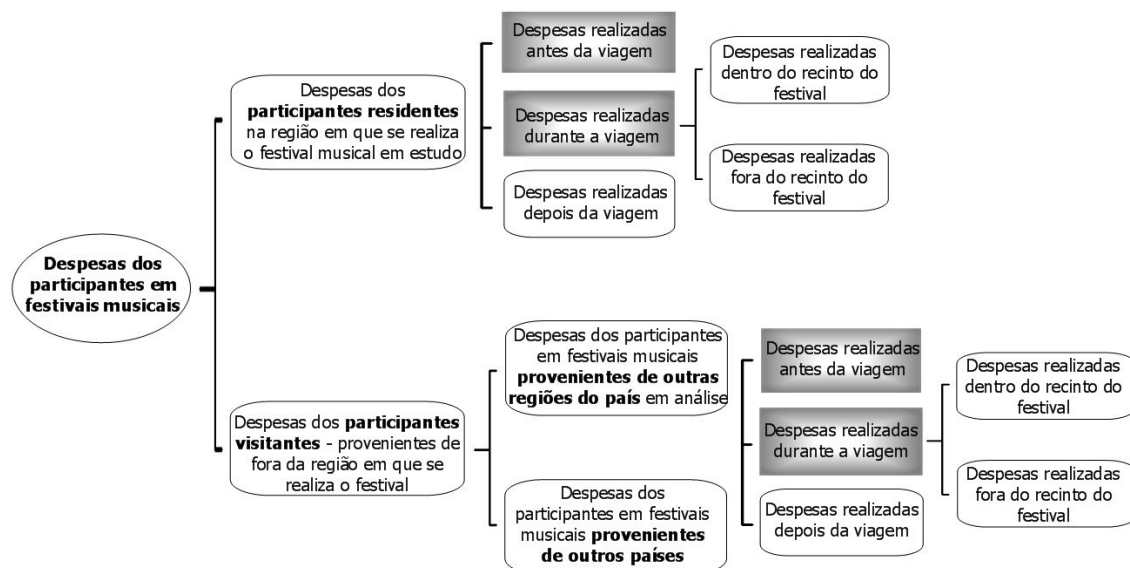 Despesas dos
participantes em
festivais musicais
Despesas dos
participantes residentes
na região em que se realiza
o festival musical em estudo
Despesas realizadas
antes da viagem
Despesas realizadas
durante a viagem
Despesas realizadas
depois da viagem
Despesas realizadas
dentro do recinto do
festival
Despesas realizadas
fora do recinto do
festival
Despesas dos participantes
visitantes - provenientes de
fora da região em que se
realiza o festival
Despesas dos participantes
em festivais musicais
provenientes de outras
regiões do país em análise
Despesas dos
participantes em festivais
musicais provenientes
de outros países
Despesas realizadas
antes da viagem
Despesas realizadas
durante a viagem
Despesas realizadas
depois da viagem
Despesas realizadas
dentro do recinto do
festival
Despesas realizadas
fora do recinto do
festival